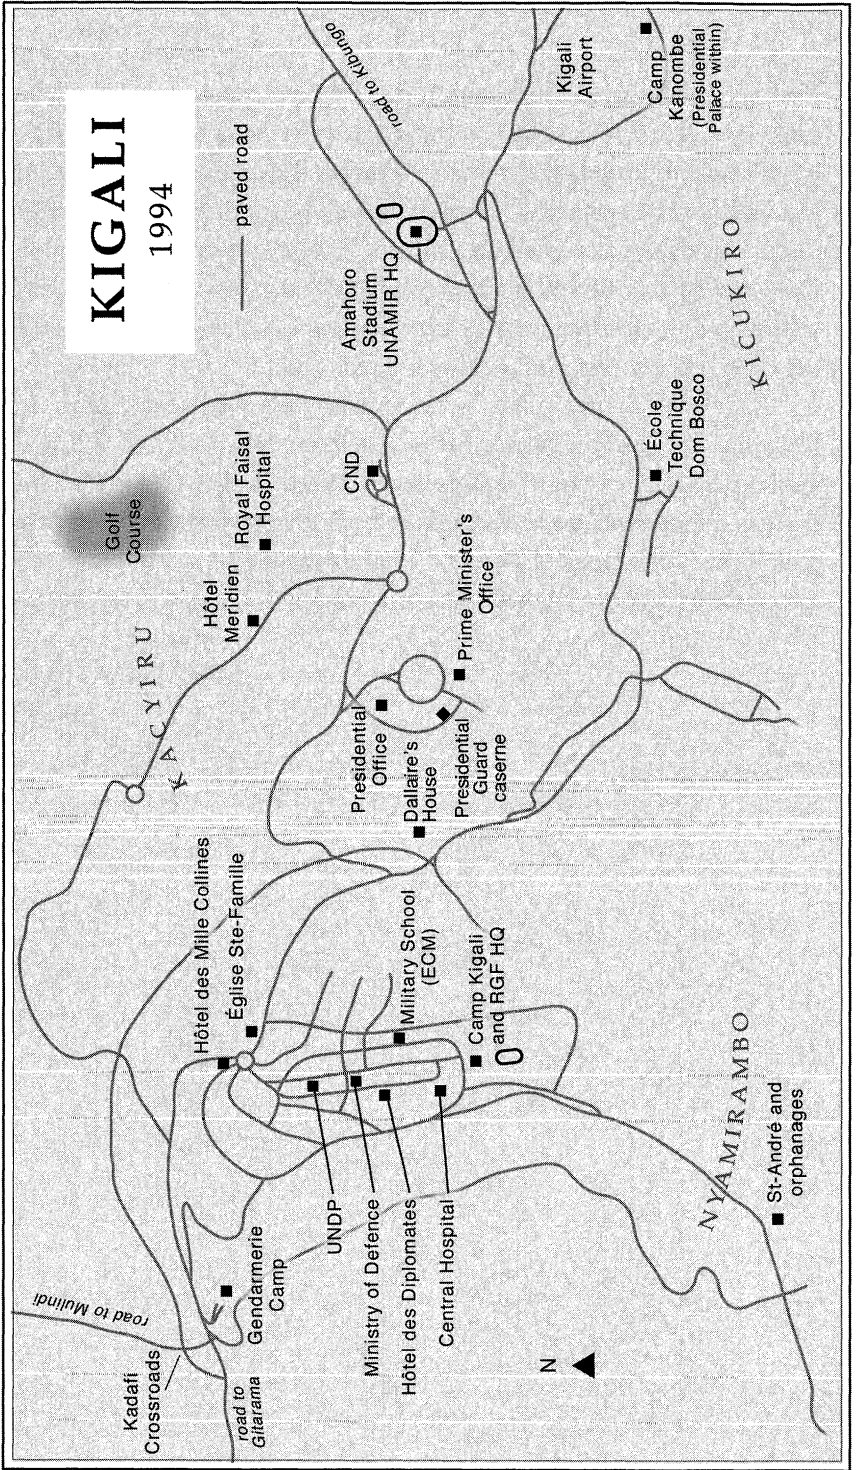 KIGALI
1994
paved road
road to Kibungo
Kigali
Airport
Camp
Kanombe
(Presidential
Palace within)
Amahoro
Stadium
UNAMIR HQ
KICUKIRO
Golf
Course
Royal Faisal
Hospital
CND
École
Technique
Dom Bosco
Hôtel
Meridien
Prime Minister's
Office
KACYIRU
Presidential
Office
Dallaire's
House
Presidential
Guard
caserne
Hôtel des Mille Collines
Église Ste-Famille
Military School
(ECM)
Camp Kigali
and RGF HQ
NYAMIRAMBO
St-André and
orphanages
UNDP
Ministry of Defence
Hôtel des Diplomates
Central Hospital
Gendarmerie
Camp
road to Mulindi
Kadafi
Crossroads
road to
Gitarama
N